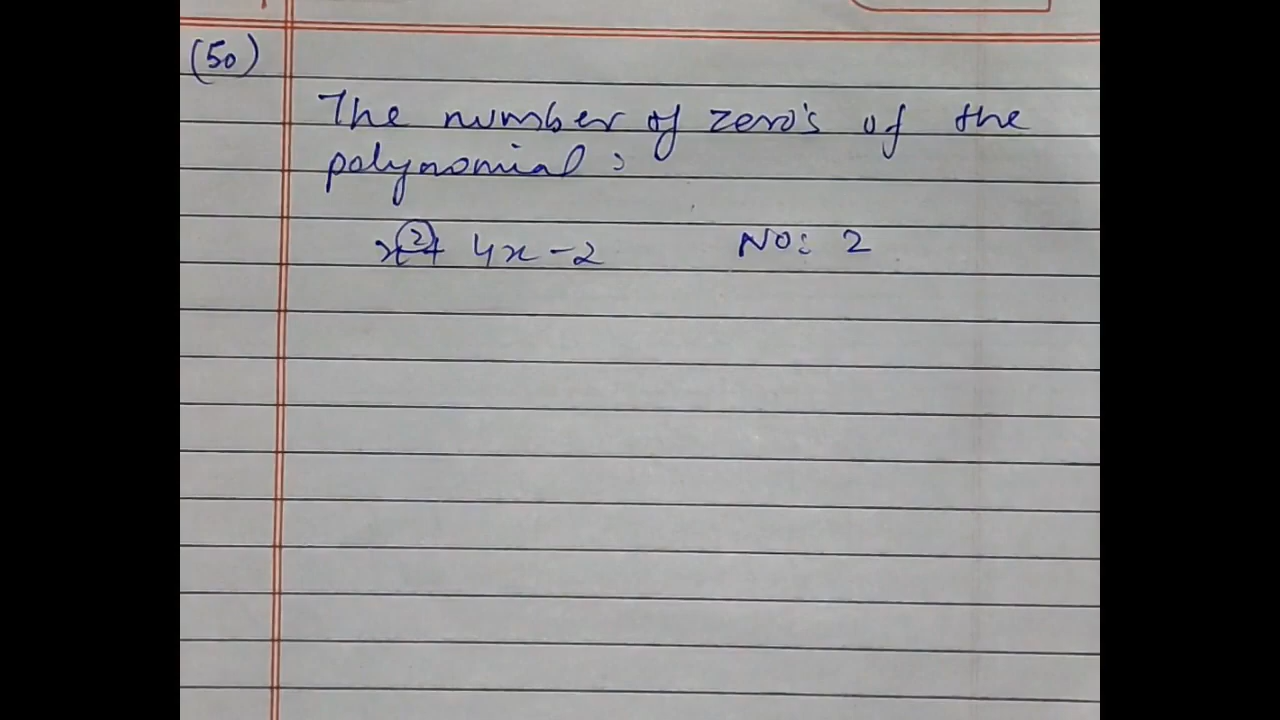 (50)
The number of zero's of the
polynomial:
x²+ 4x-2 NO: 2